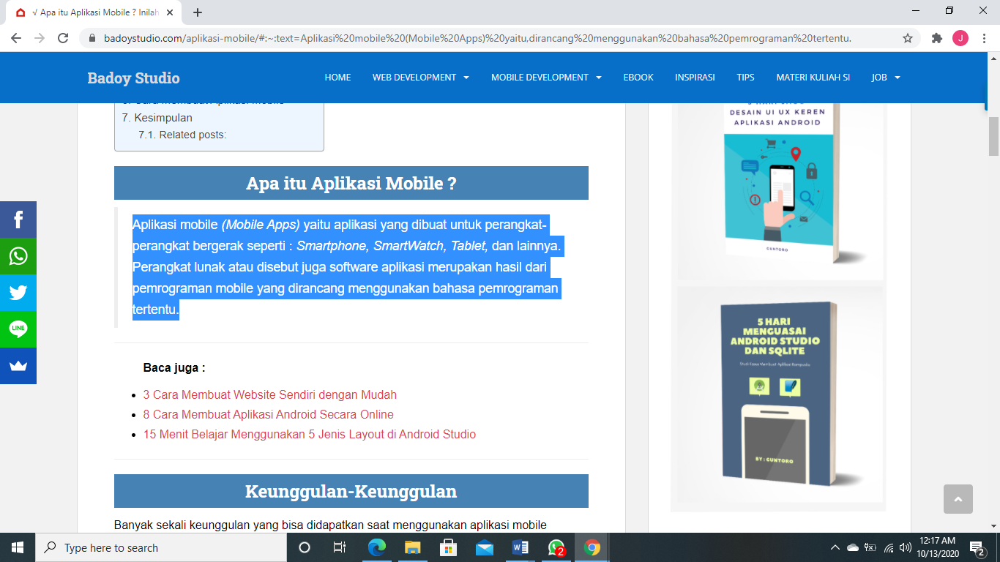 √ Apa itu Aplikasi Mobile ? Inilah
badoystudio.com/aplikasi-mobile/#:~:text=Aplikasi%20mobile%20(Mobile%20Apps)%20yaitu,dirancang%20menggunakan%20bahasa%20pemrograman%20tertentu.
J
Badoy Studio
HOME WEB DEVELOPMENT MOBILE DEVELOPMENT EBOOK INSPIRASI TIPS MATERI KULIAH SI JOB
7. Kesimpulan
7.1. Related posts:
Apa itu Aplikasi Mobile ?
Aplikasi mobile (Mobile Apps) yaitu aplikasi yang dibuat untuk perangkat-
perangkat bergerak seperti : Smartphone, SmartWatch, Tablet, dan lainnya.
Perangkat lunak atau disebut juga software aplikasi merupakan hasil dari
pemrograman mobile yang dirancang menggunakan bahasa pemrograman
tertentu.
LINE
Baca juga :
3 Cara Membuat Website Sendiri dengan Mudah
8 Cara Membuat Aplikasi Android Secara Online
15 Menit Belajar Menggunakan 5 Jenis Layout di Android Studio
Keunggulan-Keunggulan
Banyak sekali keunggulan yang bisa didapatkan saat menggunakan aplikasi mobile
DESAIN UI UX KEREN
APLIKASI ANDROID
GUNTORO
5 HARI
MENGUASAI
ANDROID STUDIO
DAN SQLITE
Studi Kasus Membuat Aplikasi Kampusku
BY : GUNTORO
Type here to search
2
12:17 AM
10/13/2020
2